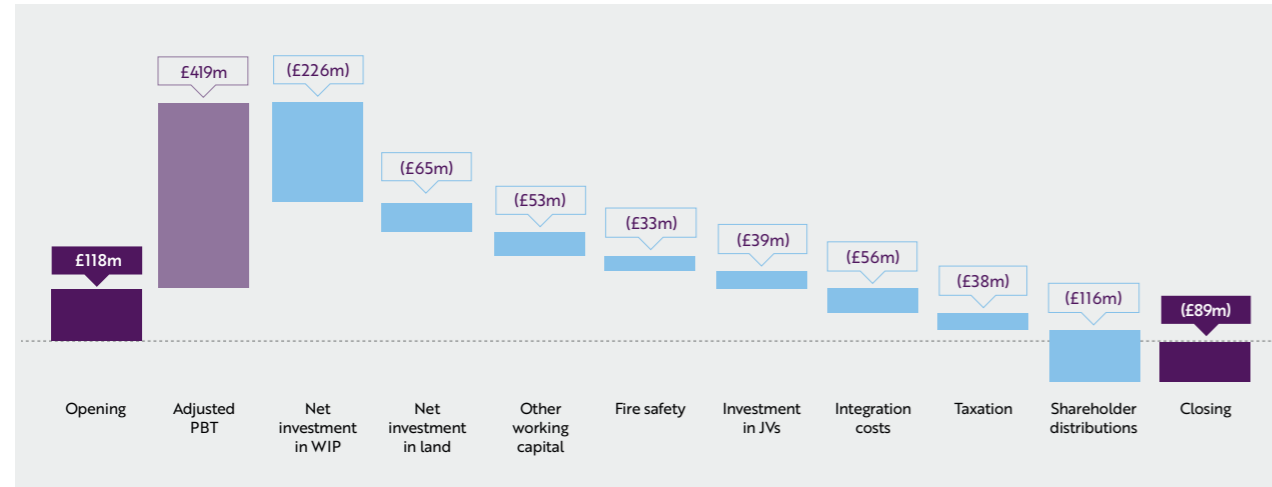 £419m
(£226m)
(£65m)
(£53m)
(£33m)
(£39m)
£118m
(£56m)
(£38m)
(£116m)
(£89m)
Opening
Adjusted
PBT
Net
investment
in WIP
Net
investment
in land
Other
working
capital
Fire safety
Investment
in JVs
Integration
costs
Taxation
Shareholder
distributions
Closing